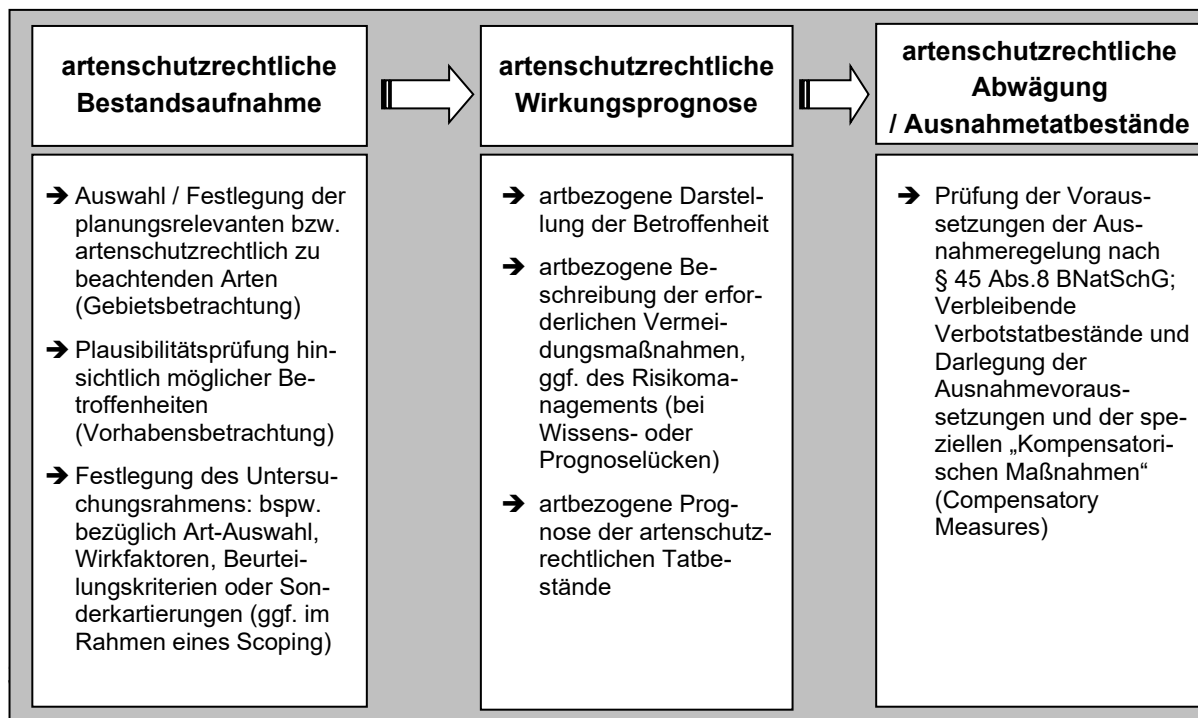 artenschutzrechtliche
Bestandsaufnahme
➔ Auswahl / Festlegung der
planungsrelevanten bzw.
artenschutzrechtlich zu
beachtenden Arten
(Gebietsbetrachtung)
➔ Plausibilitätsprüfung hin-
sichtlich möglicher Be-
troffenheiten
(Vorhabensbetrachtung)
➔ Festlegung des Untersu-
chungsrahmens: bspw.
bezüglich Art-Auswahl,
Wirkfaktoren, Beurtei-
lungskriterien oder Son-
derkartierungen (ggf. im
Rahmen eines Scoping)
artenschutzrechtliche
Wirkungsprognose
➔ artbezogene Darstel-
lung der Betroffenheit
➔ artbezogene Be-
schreibung der erfor-
derlichen Vermei-
dungsmaßnahmen,
ggf. des Risikoma-
nagements (bei
Wissens- oder
Prognoselücken)
➔ artbezogene Prog-
nose der artenschutz-
rechtlichen Tatbe-
stände
artenschutzrechtliche
Abwägung
/ Ausnahmetatbestände
➔ Prüfung der Voraus-
setzungen der Aus-
nahmeregelung nach
§ 45 Abs.8 BNatSchG;
Verbleibende
Verbotstatbestände und
Darlegung der
Ausnahmevoraus-
setzungen und der spe-
ziellen „Kompensatori-
schen Maßnahmen“
(Compensatory
Measures)